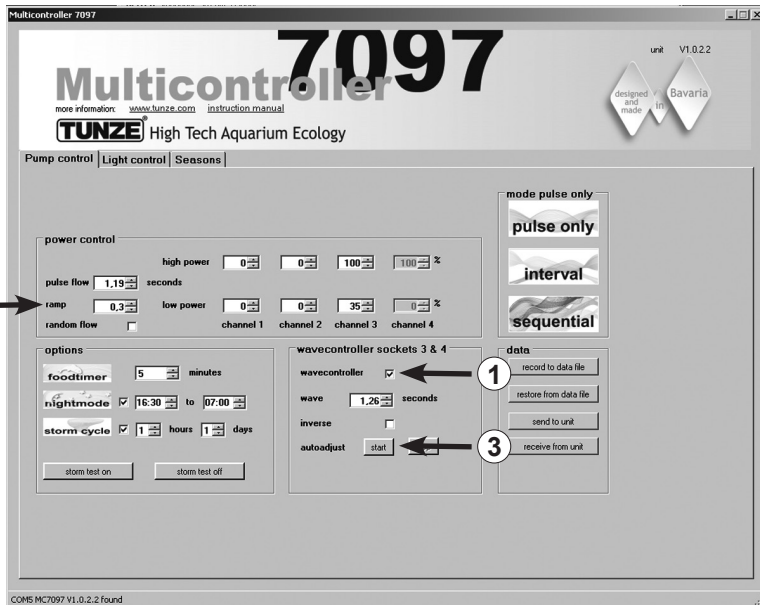 Multicontroller 7097
7097
Multicontroller
unit V1.0.2.2
more information: www.tunze.com instruction manual
TUNZE High Tech Aquarium Ecology
designed and made
in
Bavaria
Pump control Light control Seasons
power control
high power 0 0 100 100 %
pulse flow 1,19 seconds
ramp 0,3 low power 0 0 35 0 %
random flow channel 1 channel 2 channel 3 channel 4
mode pulse only
pulse only
interval
sequential
options
foodtimer 5 minutes
nightmode 16:30 to 07:00
storm cycle 1 hours 1 days
storm test on storm test off
wavecontroller sockets 3 & 4
wavecontroller 1
wave 1,26 seconds
inverse
autoadjust start 3
data
record to data file
restore from data file
send to unit
receive from unit
COM5 MC7097 V1.0.2.2 found